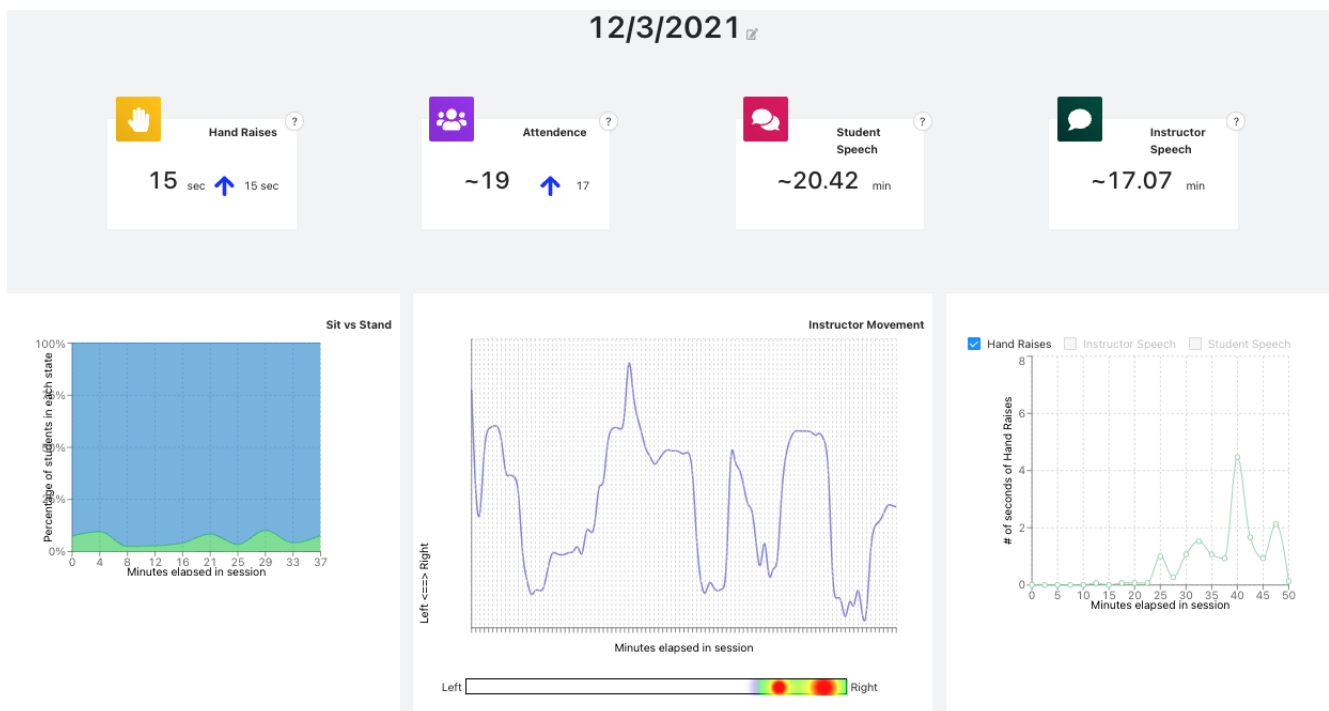 12/3/2021
Hand Raises
?
15 sec 15 sec
Attendence
?
~19 17
Student
Speech
?
~20.42 min
Instructor
Speech
?
~17.07 min
Sit vs Stand
Percentage of students in each state
100%
75%
50%
25%
0%
0 4 8 12 16 21 25 29 33 37
Minutes elapsed in session
Instructor Movement
Left <===> Right
Minutes elapsed in session
Left Right
Hand Raises Instructor Speech Student Speech
# of seconds of Hand Raises
8
6
4
2
0
0 5 10 15 20 25 30 35 40 45 50
Minutes elapsed in session